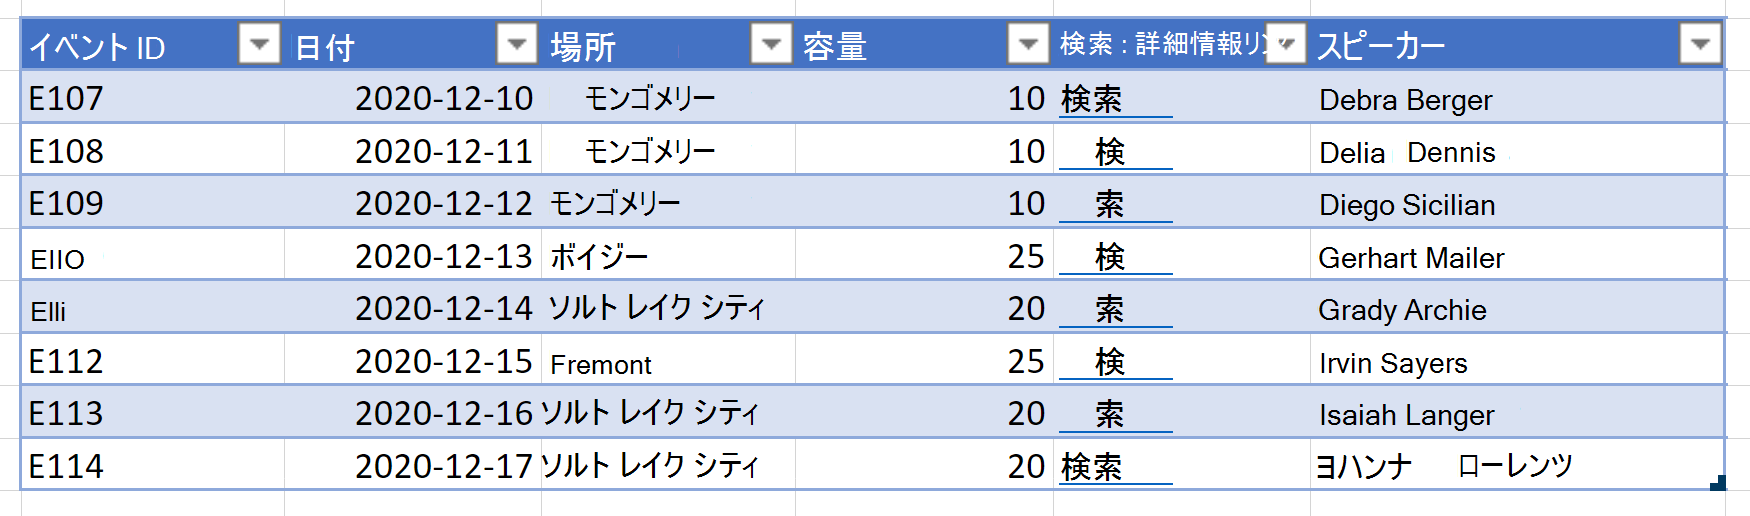 イベント ID 日付 場所 容量 検索 : 詳細情報リン スピーカー
E107 2020-12-10 モンゴメリー 10 検索 Debra Berger
E108 2020-12-11 モンゴメリー 10 検 Delia Dennis
E109 2020-12-12 モンゴメリー 10 索 Diego Sicilian
EIIO 2020-12-13 ボイジー 25 検 Gerhart Mailer
Elli 2020-12-14 ソルト レイク シティ 20 索 Grady Archie
E112 2020-12-15 Fremont 25 検 Irvin Sayers
E113 2020-12-16 ソルト レイク シティ 20 索 Isaiah Langer
E114 2020-12-17 ソルト レイク シティ 20 検索 ヨハンナ ローレンツ